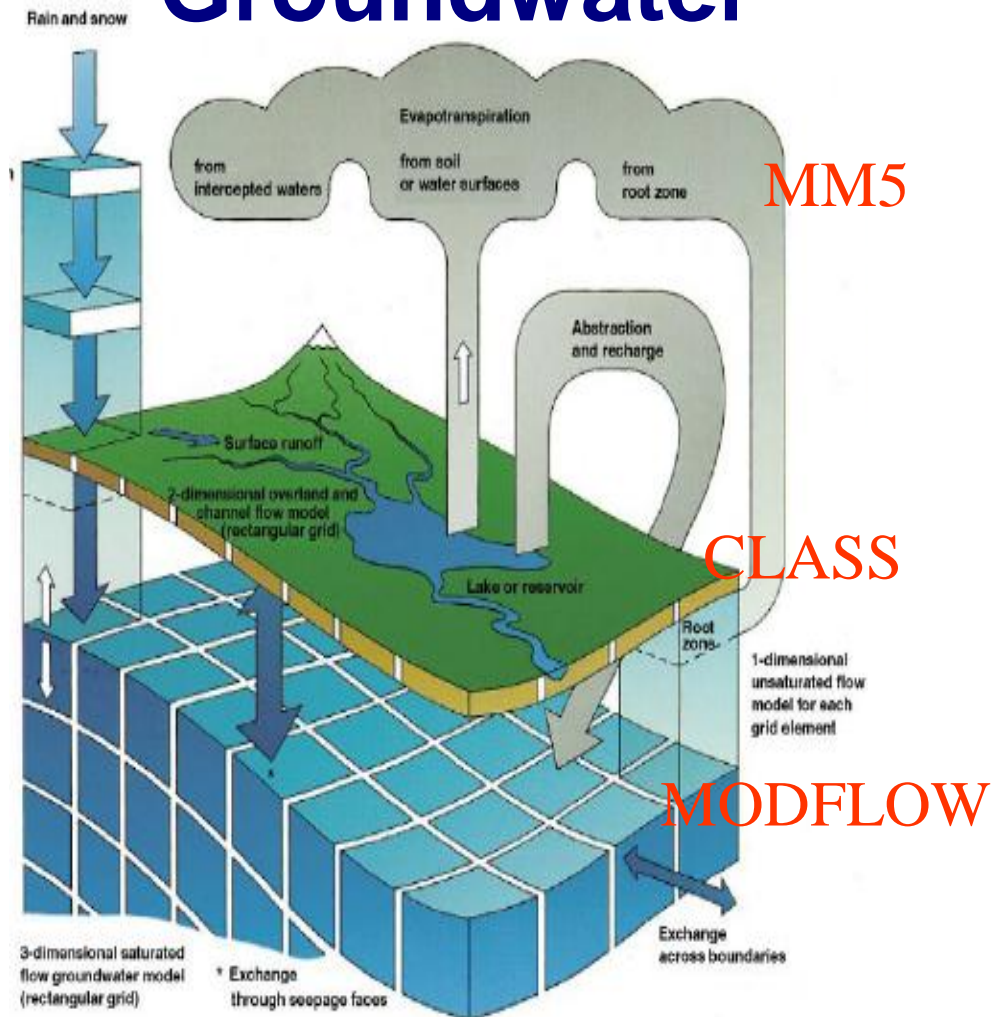 Groundwater
Rain and snow
Evapotranspiration
from
intercepted waters
from soil
or water surfaces
from
root zone
MM5
Abstraction
and recharge
Surface runoff
2-dimensional overland and
channel flow model
(rectangular grid)
CLASS
Lake or reservoir
Root
zone
1-dimensional
unsaturated flow
model for each
grid element
MODFLOW
Exchange
across boundaries
3-dimensional saturated
flow groundwater model
(rectangular grid)
* Exchange
through seepage faces
*